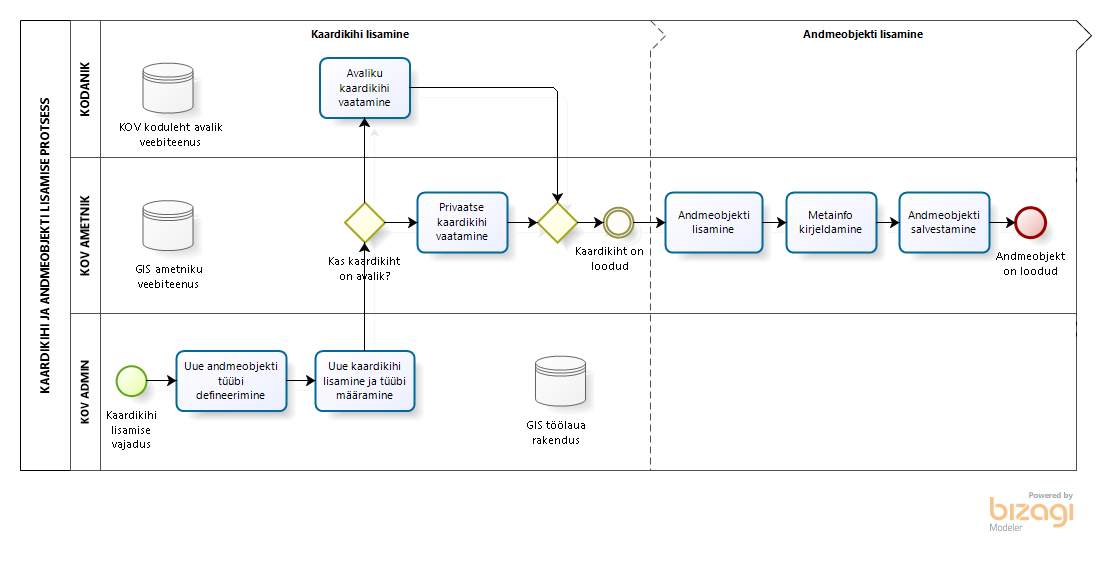 KAARDIKIHI JA ANDMEOBJEKTI LISAMISE PROTSESS
Kaardikihi lisamine
Andmeobjekti lisamine
KODANIK
KOV koduleht avalik
veebiteenus
Avaliku
kaardikihi
vaatamine
KOV AMETNIK
GIS ametniku
veebiteenus
Kas kaardikiht
on avalik?
Privaatse
kaardikihi
vaatamine
Kaardikiht on
loodud
Andmeobjekti
lisamine
Metainfo
kirjeldamine
Andmeobjekti
salvestamine
Andmeobjekt
on loodud
KOV ADMIN
Kaardikihi
lisamise
vajadus
Uue andmeobjekti
tüübi
defineerimine
Uue kaardikihi
lisamine ja tüübi
määramine
GIS töölaua
rakendus
Powered by
bizagi
Modeler